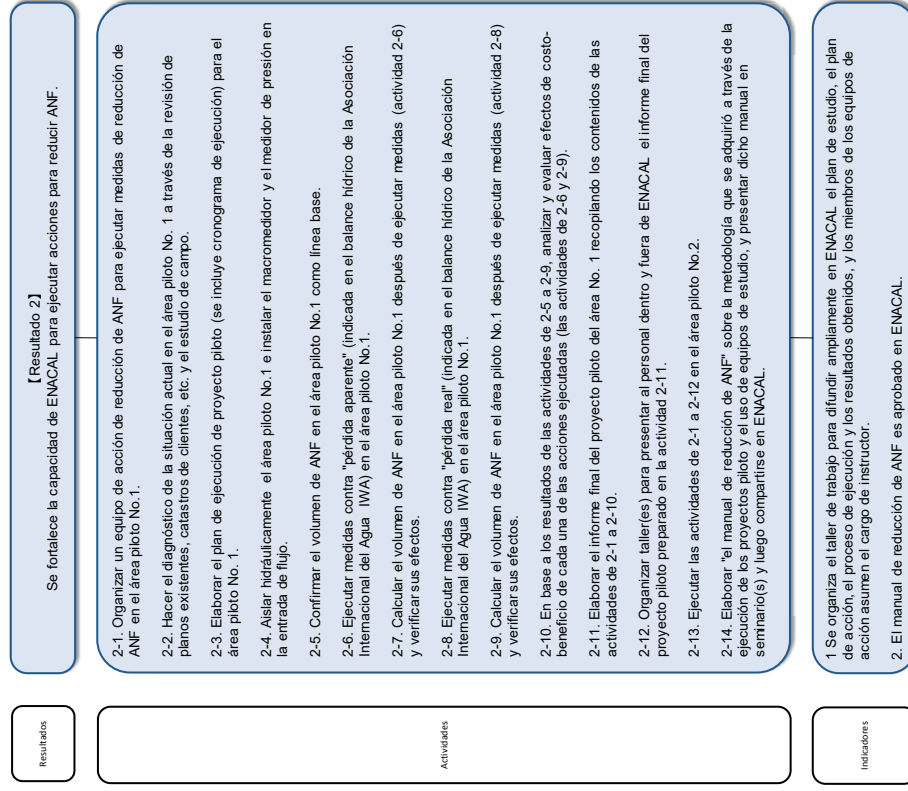 Resultados
【Resultado 2】
Se fortalece la capacidad de ENACAL para ejecutar acciones para reducir ANF.
Actividades
2-1. Organizar un equipo de acción de reducción de ANF para ejecutar medidas de reducción de
ANF en el área piloto No.1.
2-2. Hacer el diagnóstico de la situación actual en el área piloto No. 1 a través de la revisión de
planos existentes, catastros de clientes, etc. y el estudio de campo.
2-3. Elaborar el plan de ejecución de proyecto piloto (se incluye cronograma de ejecución) para el
área piloto No. 1.
2-4. Aislar hidráulicamente el área piloto No.1 e instalar el macromedidor y el medidor de presión en
la entrada de flujo.
2-5. Confirmar el volumen de ANF en el área piloto No.1 como línea base.
2-6. Ejecutar medidas contra "pérdida aparente" (indicada en el balance hídrico de la Asociación
Internacional del Agua IWA) en el área piloto No.1.
2-7. Calcular el volumen de ANF en el área piloto No.1 después de ejecutar medidas (actividad 2-6)
y verificar sus efectos.
2-8. Ejecutar medidas contra "pérdida real" (indicada en el balance hídrico de la Asociación
Internacional del Agua IWA) en el área piloto No.1.
2-9. Calcular el volumen de ANF en el área piloto No.1 después de ejecutar medidas (actividad 2-8)
y verificar sus efectos.
2-10. En base a los resultados de las actividades de 2-5 a 2-9, analizar y evaluar efectos de costo-
beneficio de cada una de las acciones ejecutadas (las actividades de 2-6 y 2-9).
2-11. Elaborar el informe final del proyecto piloto del área No. 1 recopilando los contenidos de las
actividades de 2-1 a 2-10.
2-12. Organizar taller(es) para presentar al personal dentro y fuera de ENACAL el informe final del
proyecto piloto preparado en la actividad 2-11.
2-13. Ejecutar las actividades de 2-1 a 2-12 en el área piloto No.2.
2-14. Elaborar "el manual de reducción de ANF" sobre la metodología que se adquirió a través de la
ejecución de los proyectos piloto y el uso de equipos de estudio, y presentar dicho manual en
seminario(s) y luego compartirse en ENACAL.
Indicadores
1 Se organiza el taller de trabajo para difundir ampliamente en ENACAL el plan de estudio, el plan
de acción, el proceso de ejecución y los resultados obtenidos, y los miembros de los equipos de
acción asumen el cargo de instructor.
2. El manual de reducción de ANF es aprobado en ENACAL.